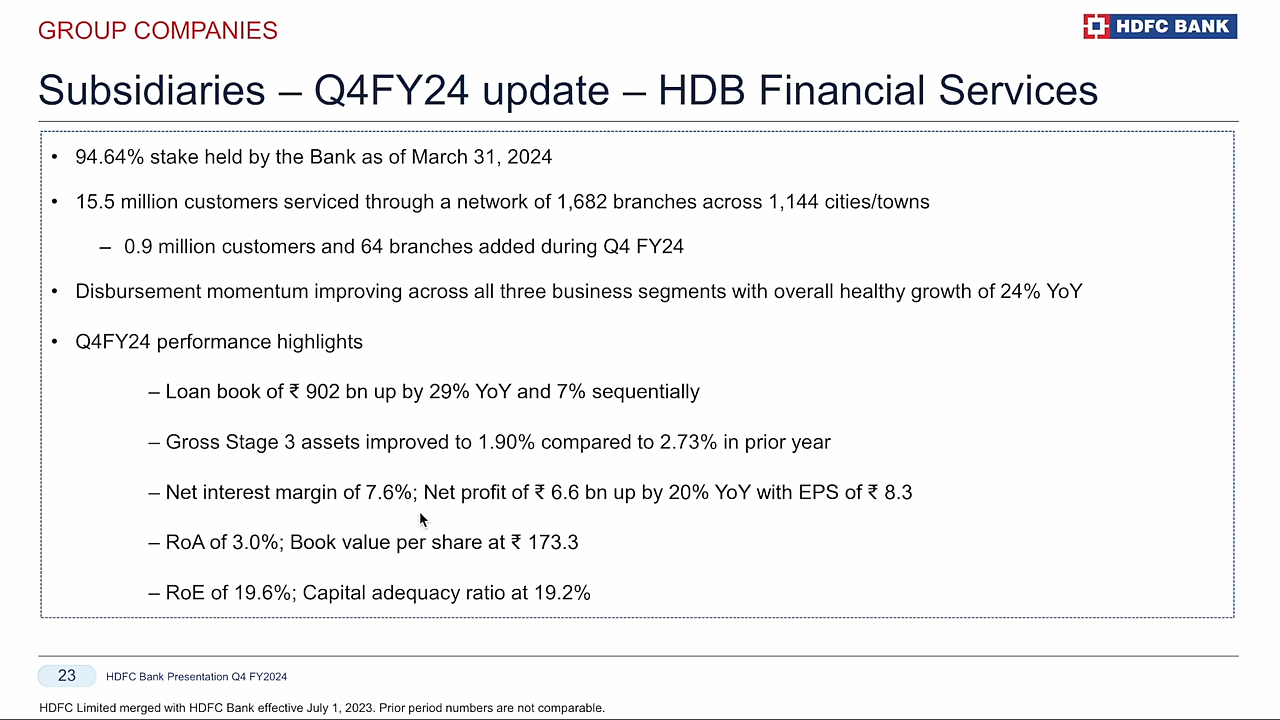 GROUP COMPANIES
HDFC BANK
Subsidiaries – Q4FY24 update – HDB Financial Services
• 94.64% stake held by the Bank as of March 31, 2024
• 15.5 million customers serviced through a network of 1,682 branches across 1,144 cities/towns
– 0.9 million customers and 64 branches added during Q4 FY24
• Disbursement momentum improving across all three business segments with overall healthy growth of 24% YoY
• Q4FY24 performance highlights
– Loan book of ₹ 902 bn up by 29% YoY and 7% sequentially
– Gross Stage 3 assets improved to 1.90% compared to 2.73% in prior year
– Net interest margin of 7.6%; Net profit of ₹ 6.6 bn up by 20% YoY with EPS of ₹ 8.3
– RoA of 3.0%; Book value per share at ₹ 173.3
– RoE of 19.6%; Capital adequacy ratio at 19.2%
23 HDFC Bank Presentation Q4 FY2024
HDFC Limited merged with HDFC Bank effective July 1, 2023. Prior period numbers are not comparable.